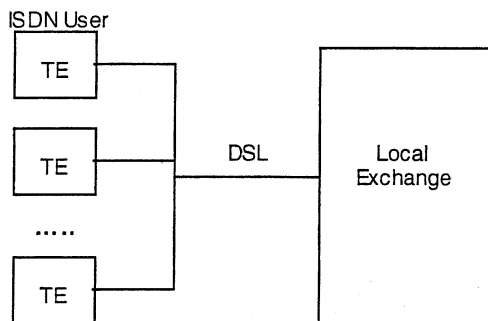 ISDN User
TE
TE
DSL
Local
Exchange
.....
TE